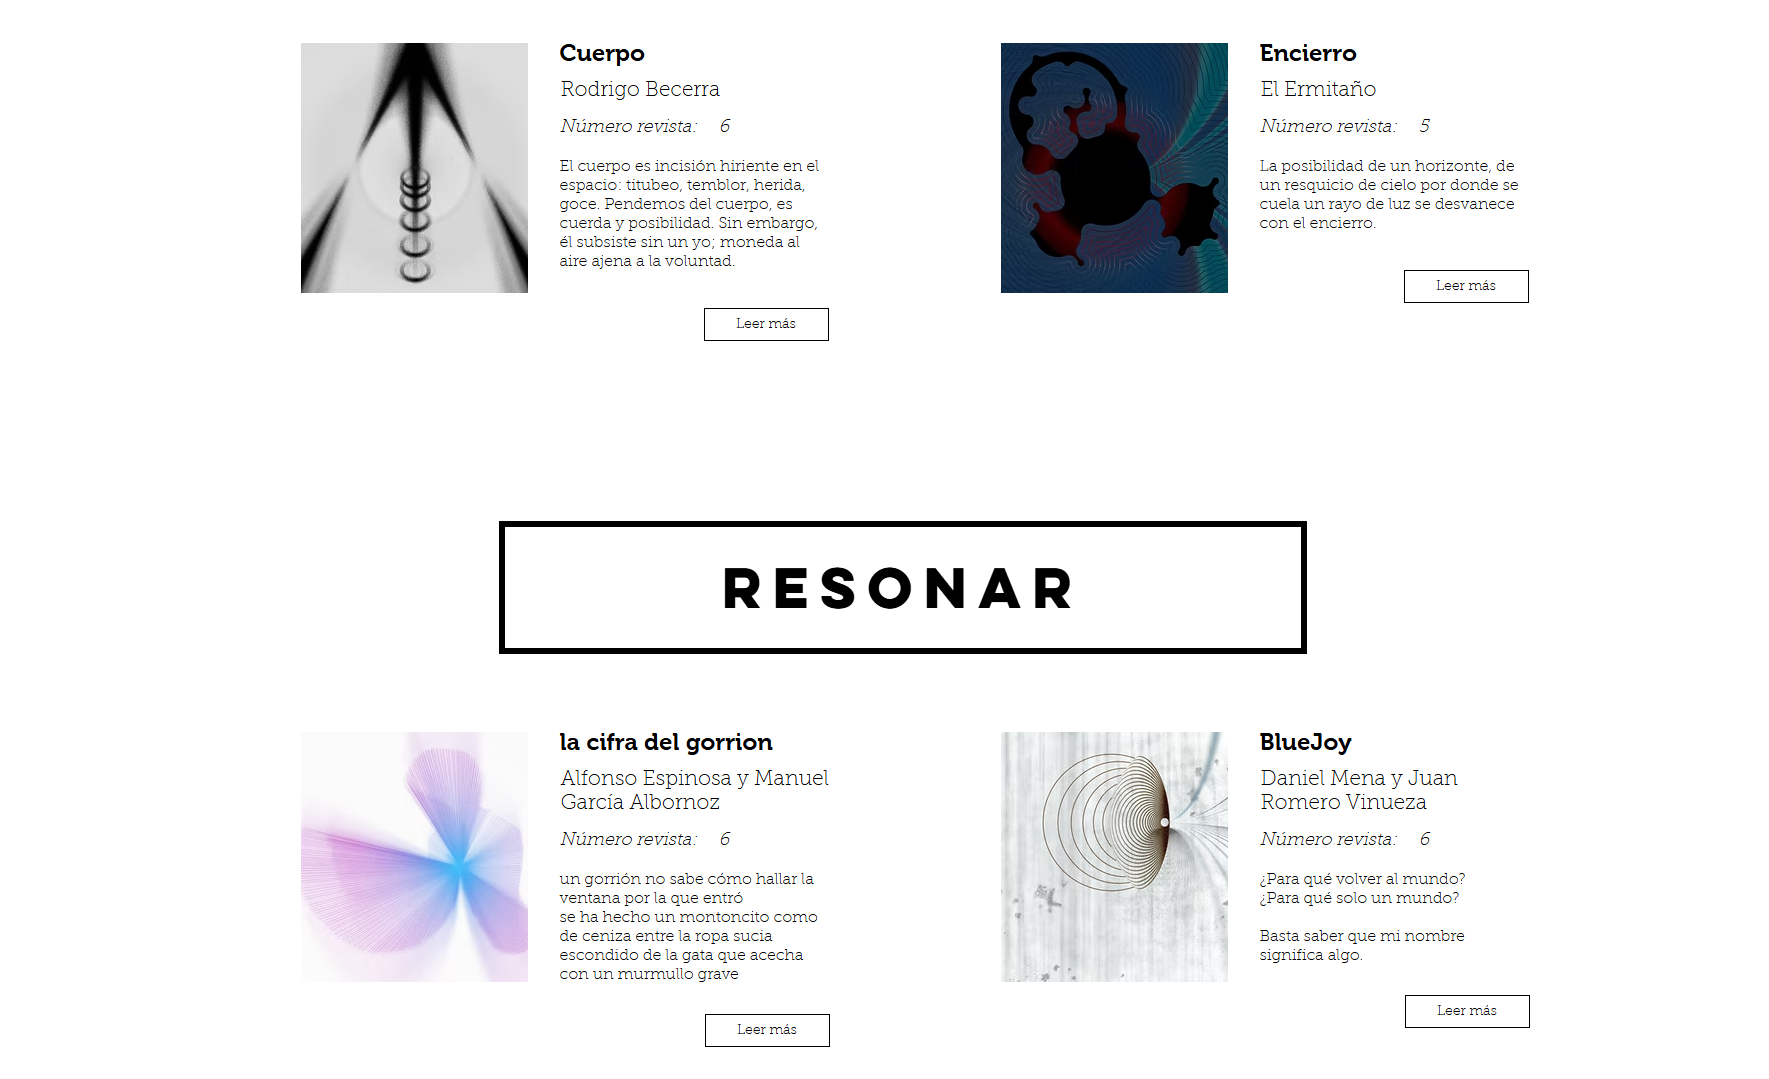 Cuerpo
Rodrigo Becerra
Número revista: 6
El cuerpo es incisión hiriente en el
espacio: titubeo, temblor, herida,
goce. Pendemos del cuerpo, es
cuerda y posibilidad. Sin embargo,
él subsiste sin un yo; moneda al
aire ajena a la voluntad.
Leer más
Encierro
El Ermitaño
Número revista: 5
La posibilidad de un horizonte, de
un resquicio de cielo por donde se
cuela un rayo de luz se desvanece
con el encierro.
Leer más
RESONAR
la cifra del gorrion
Alfonso Espinosa y Manuel
García Albornoz
Número revista: 6
un gorrión no sabe cómo hallar la
ventana por la que entró
se ha hecho un montoncito como
de ceniza entre la ropa sucia
escondido de la gata que acecha
con un murmullo grave
Leer más
BlueJoy
Daniel Mena y Juan
Romero Vinueza
Número revista: 6
¿Para qué volver al mundo?
¿Para qué solo un mundo?
Basta saber que mi nombre
significa algo.
Leer más